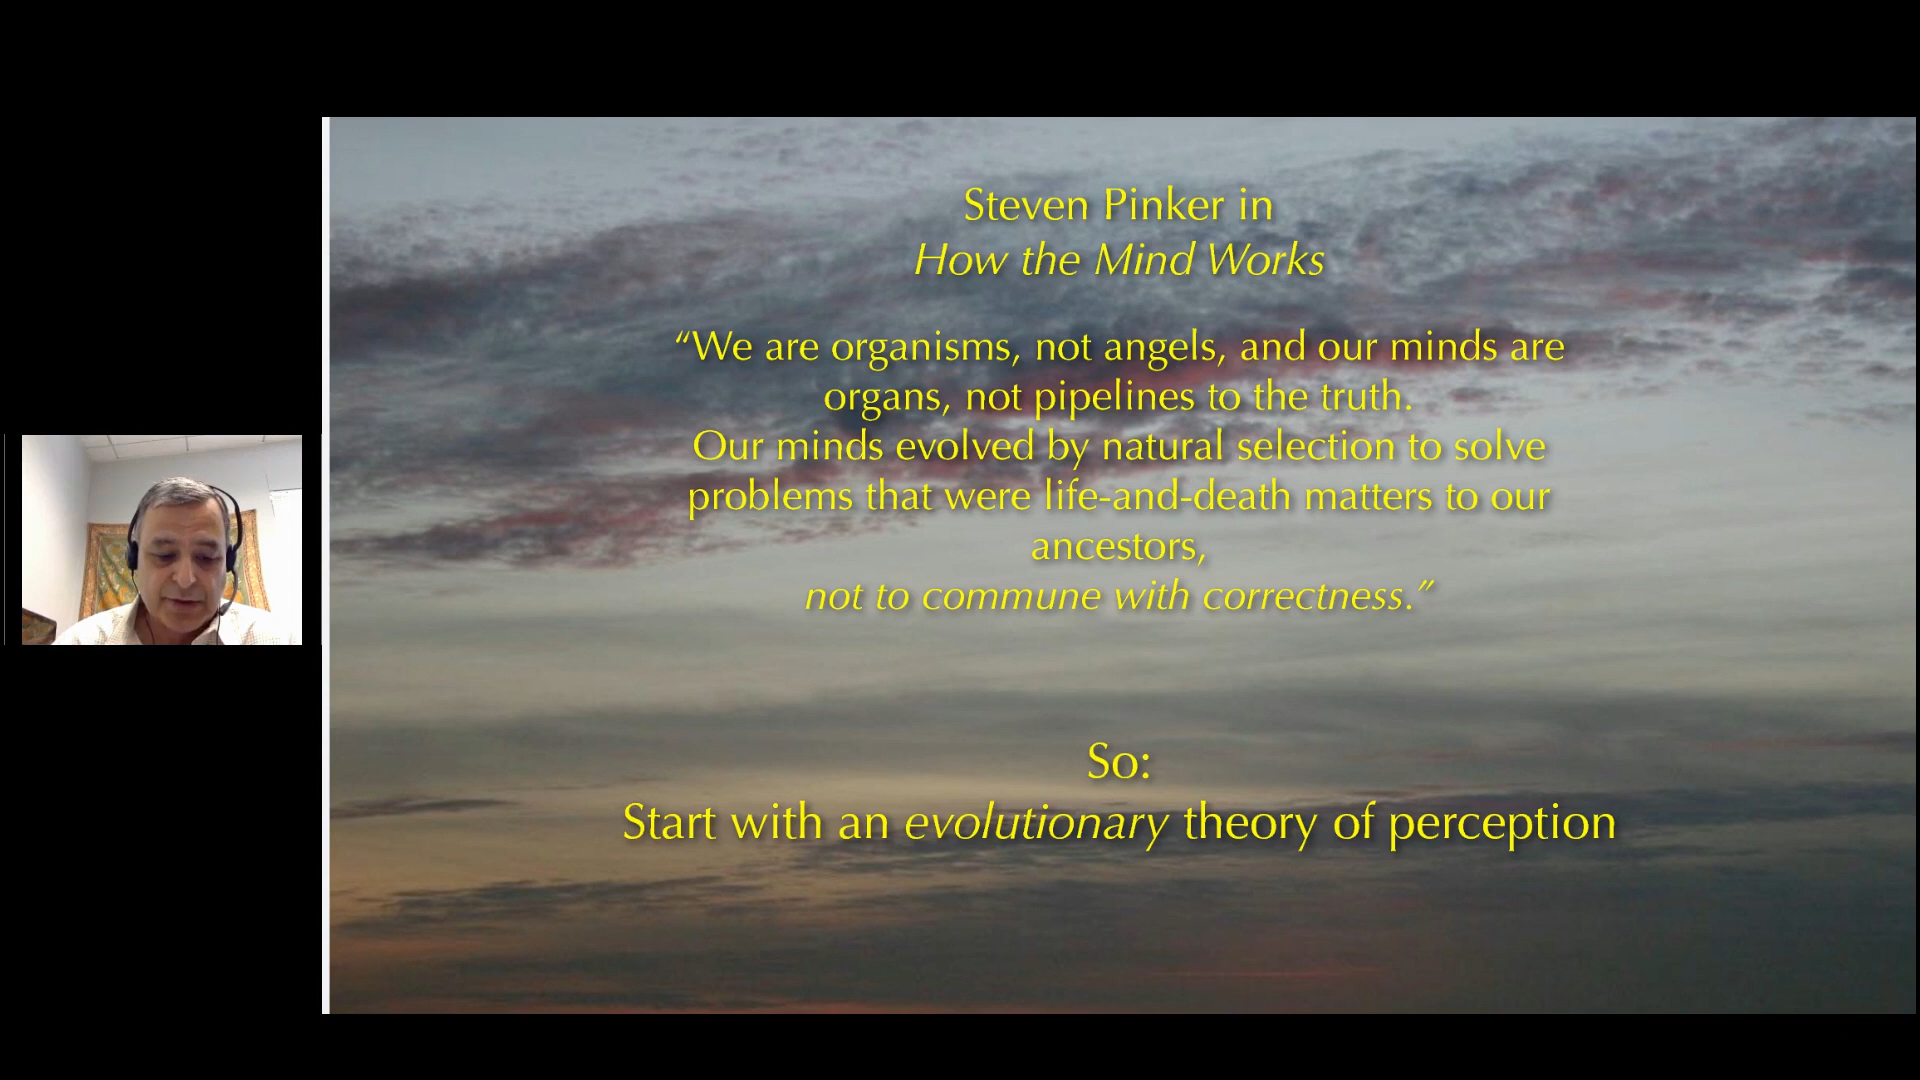 Steven Pinker in
How the Mind Works
“We are organisms, not angels, and our minds are
organs, not pipelines to the truth.
Our minds evolved by natural selection to solve
problems that were life-and-death matters to our
ancestors,
not to commune with correctness.”
So:
Start with an evolutionary theory of perception